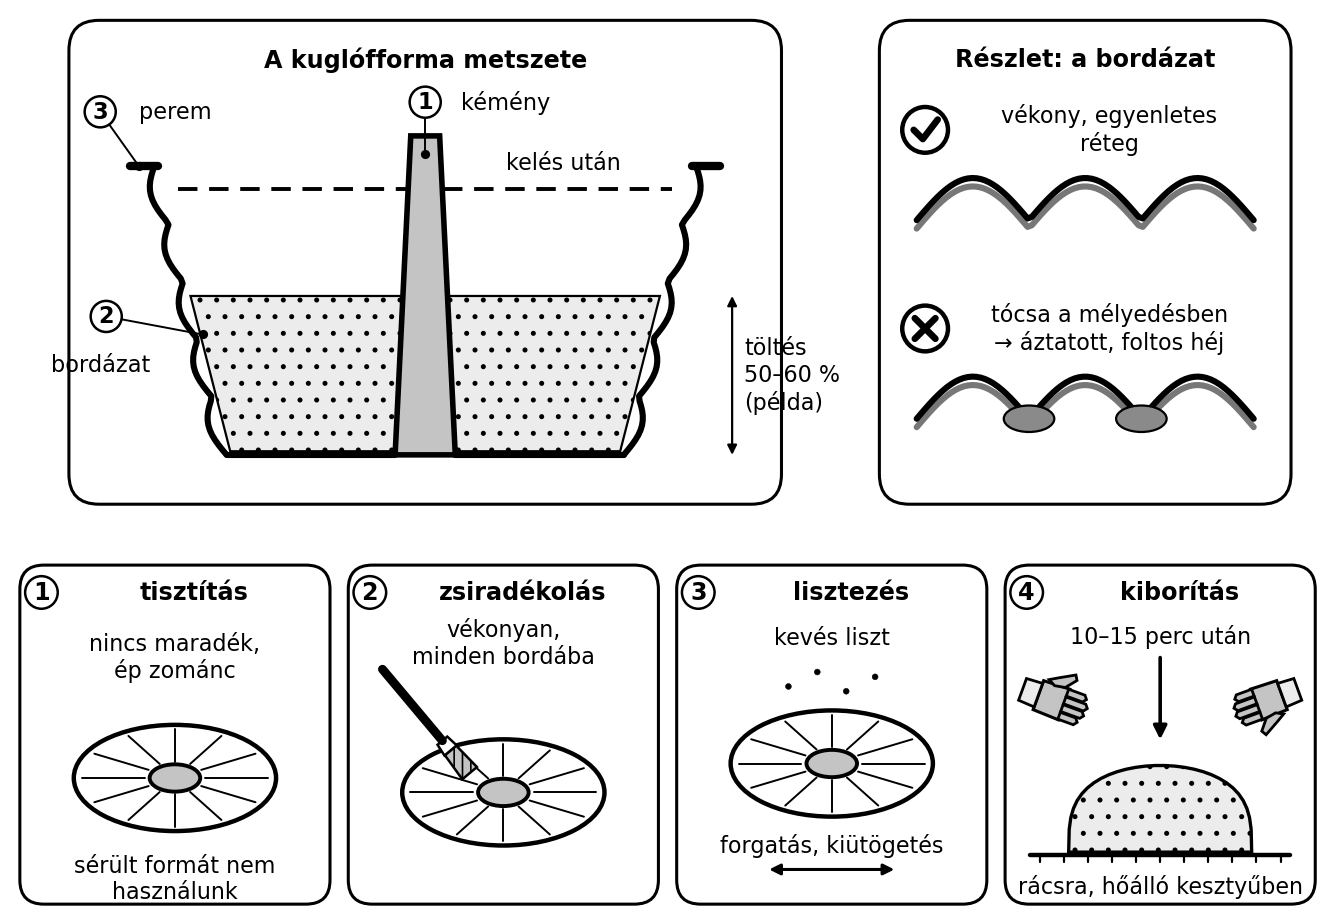 A kuglófforma metszete
1 kémény
3 perem
kelés után
2
bordázat
töltés
50–60 %
(példa)
Részlet: a bordázat
vékony, egyenletes
réteg
tócsa a mélyedésben
→ áztatott, foltos héj
1 tisztítás
nincs maradék,
ép zománc
sérült formát nem
használunk
2 zsiradékolás
vékonyan,
minden bordába
3 lisztezés
kevés liszt
forgatás, kiütögetés
4 kiborítás
10–15 perc után
rácsra, hőálló kesztyűben